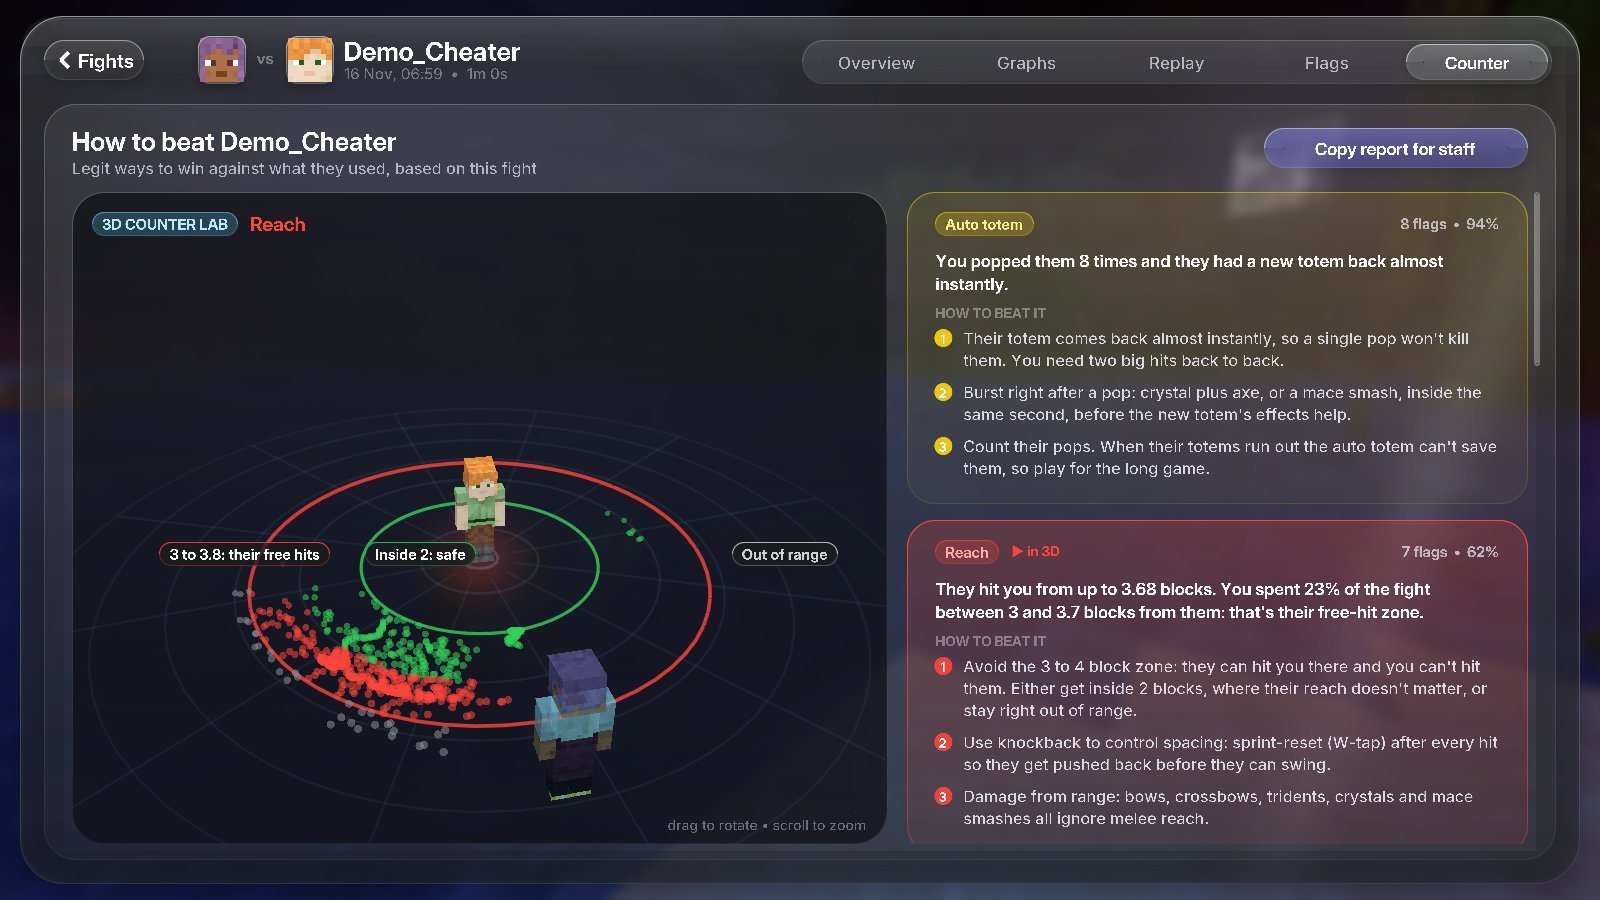 Fights
vs
Demo_Cheater
16 Nov, 06:59 • 1m 0s
Overview
Graphs
Replay
Flags
Counter
How to beat Demo_Cheater
Legit ways to win against what they used, based on this fight
Copy report for staff
3D COUNTER LAB
Reach
3 to 3.8: their free hits
Inside 2: safe
Out of range
drag to rotate • scroll to zoom
Auto totem
8 flags • 94%
You popped them 8 times and they had a new totem back almost
instantly.
HOW TO BEAT IT
1 Their totem comes back almost instantly, so a single pop won't kill
them. You need two big hits back to back.
2 Burst right after a pop: crystal plus axe, or a mace smash, inside the
same second, before the new totem's effects help.
3 Count their pops. When their totems run out the auto totem can't save
them, so play for the long game.
Reach
▶ in 3D
7 flags • 62%
They hit you from up to 3.68 blocks. You spent 23% of the fight
between 3 and 3.7 blocks from them: that's their free-hit zone.
HOW TO BEAT IT
1 Avoid the 3 to 4 block zone: they can hit you there and you can't hit
them. Either get inside 2 blocks, where their reach doesn't matter, or
stay right out of range.
2 Use knockback to control spacing: sprint-reset (W-tap) after every hit
so they get pushed back before they can swing.
3 Damage from range: bows, crossbows, tridents, crystals and mace
smashes all ignore melee reach.